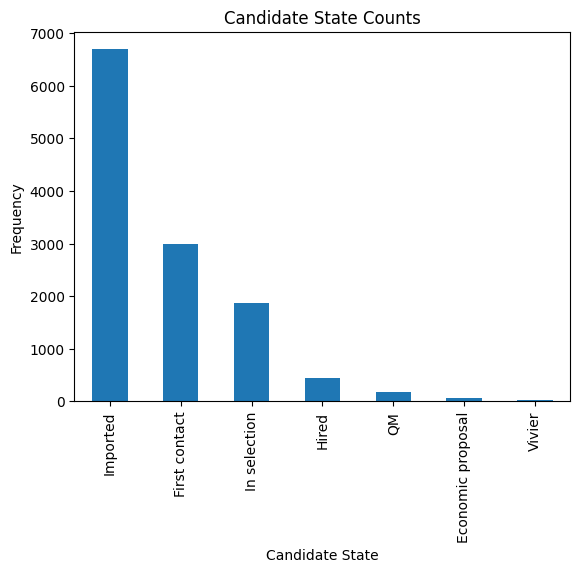 Candidate State Counts
Frequency
7000
6000
5000
4000
3000
2000
1000
0
Imported
First contact
In selection
Hired
QM
Economic proposal
Vivier
Candidate State